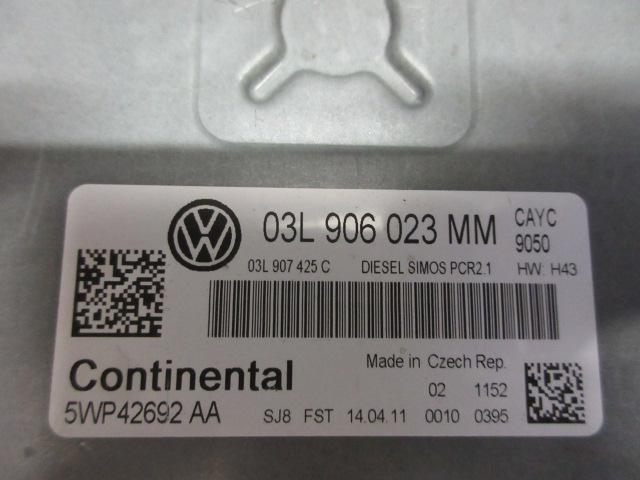 03L 906 023 MM CAYC
9050
03L 907 425 C DIESEL SIMOS PCR2.1 HW: H43
Continental Made in Czech Rep.
02 1152
5WP42692 AA SJ8 FST 14.04.11 0010 0395